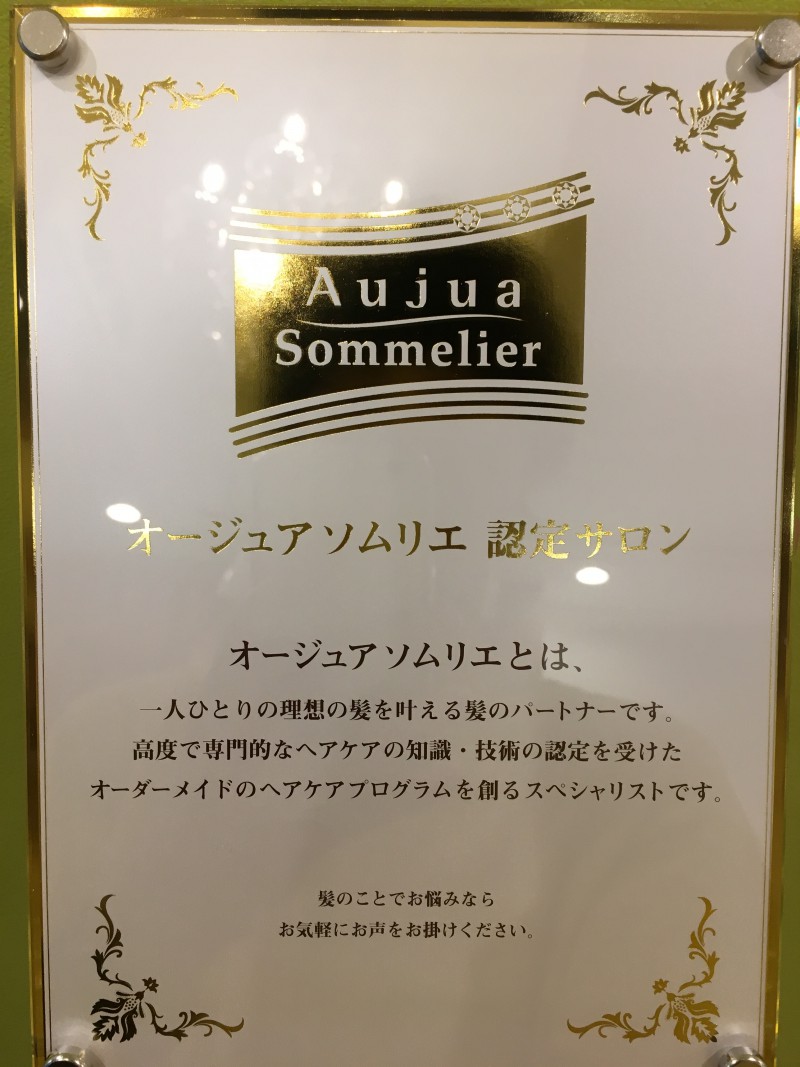 Aujua
Sommelier
オージュア ソムリエ 認定サロン
オージュア ソムリエとは、
一人ひとりの理想の髪を叶える髪のパートナーです。
高度で専門的なヘアケアの知識・技術の認定を受けた
オーダーメイドのヘアケアプログラムを創るスペシャリストです。
髪のことでお悩みなら
お気軽にお声をお掛けください。